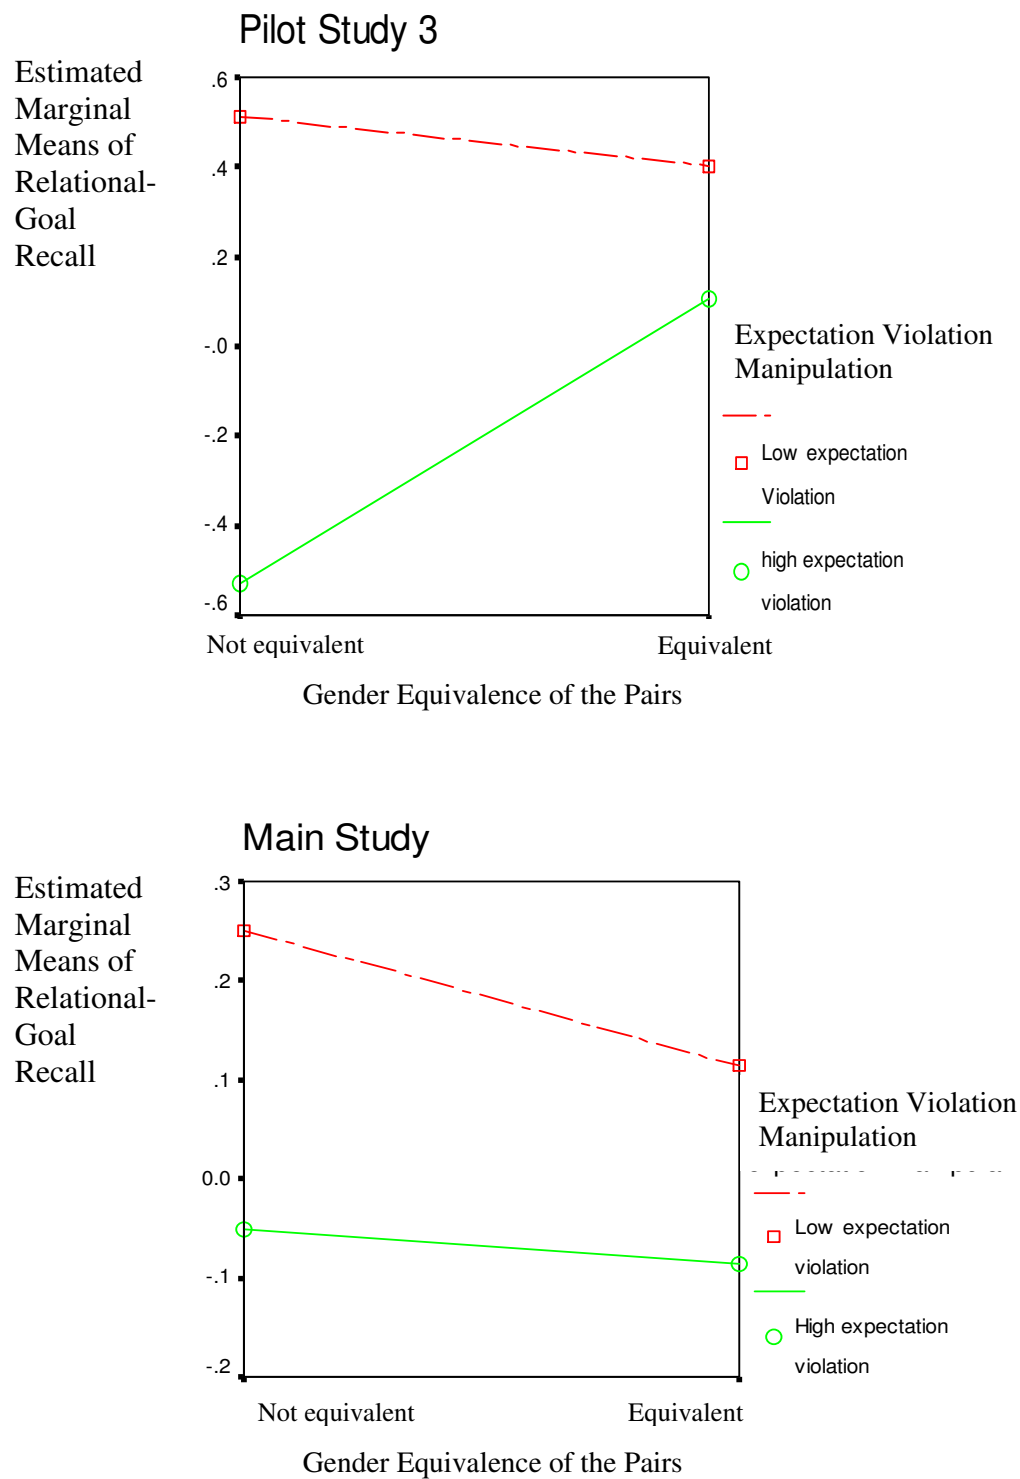 Pilot Study 3
Estimated
Marginal
Means of
Relational-
Goal
Recall
.6
.4
.2
-.0
-.2
-.4
-.6
Not equivalent
Equivalent
Gender Equivalence of the Pairs
Expectation Violation
Manipulation
Low expectation
Violation
high expectation
violation
Main Study
Estimated
Marginal
Means of
Relational-
Goal
Recall
.3
.2
.1
0.0
-.1
-.2
Not equivalent
Equivalent
Gender Equivalence of the Pairs
Expectation Violation
Manipulation
Low expectation
violation
High expectation
violation